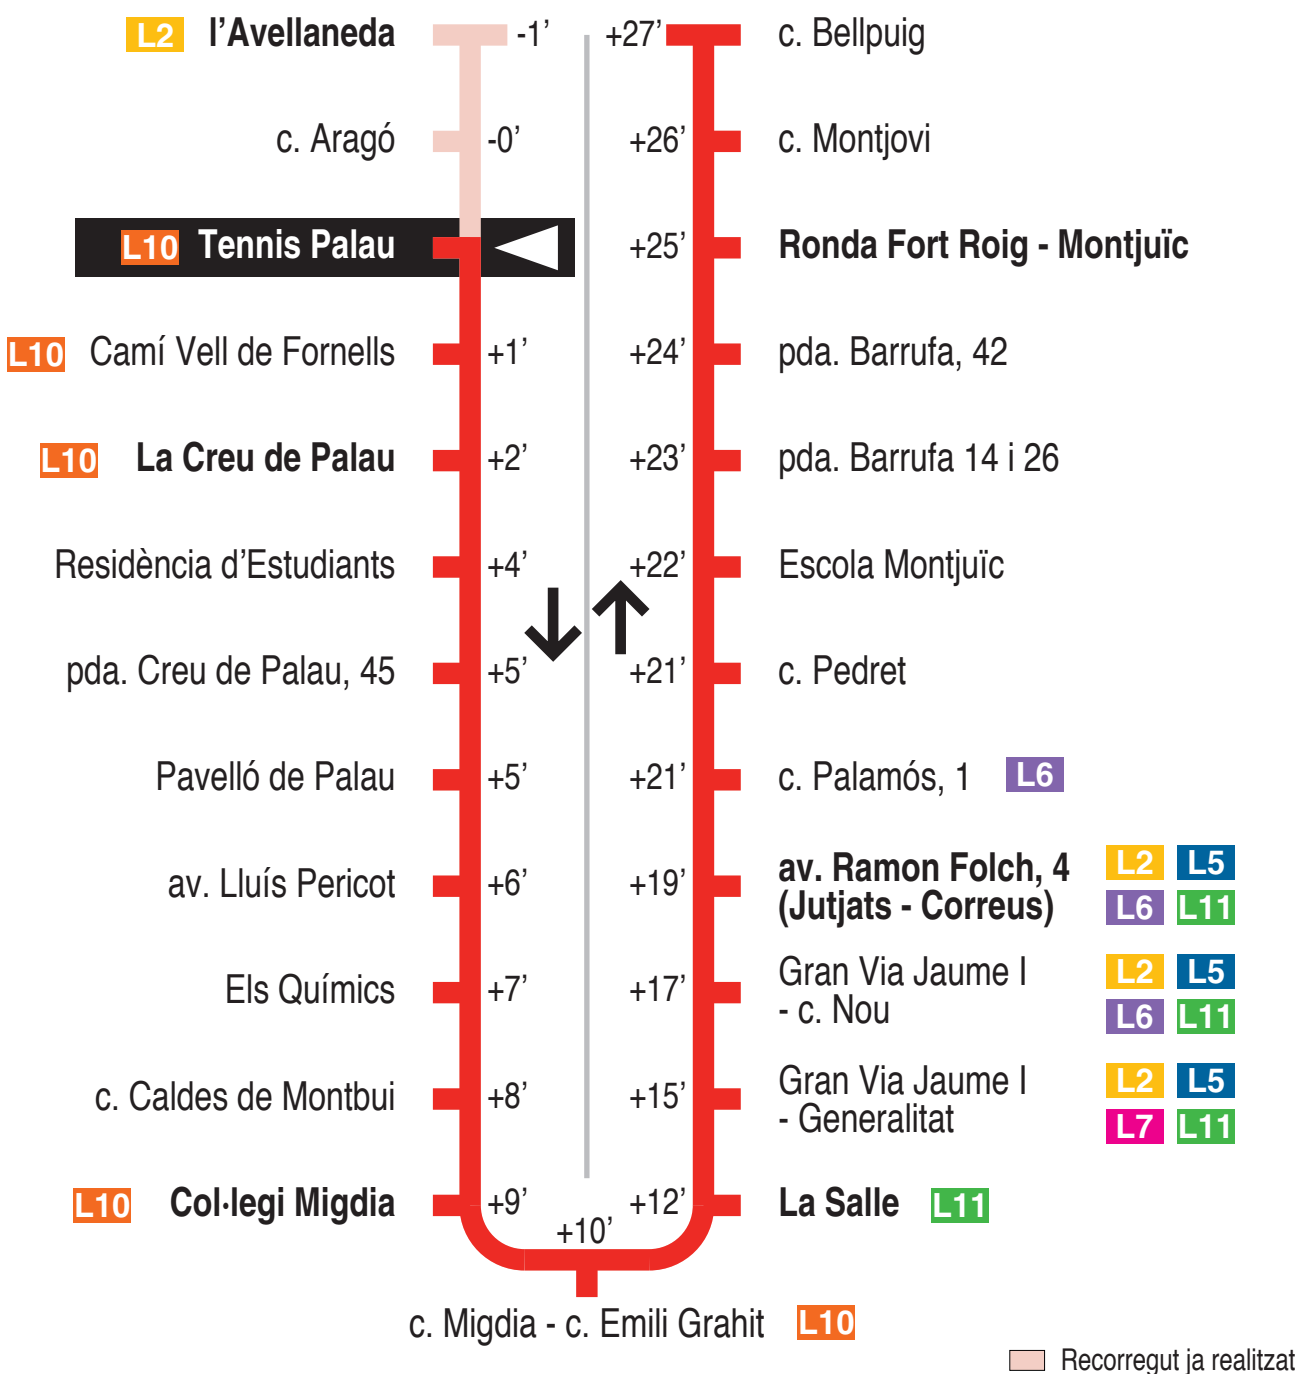 L2 l’Avellaneda -1’
c. Aragó -0’
L10 Tennis Palau
L10 Camí Vell de Fornells +1’
L10 La Creu de Palau +2’
Residència d’Estudiants +4’
pda. Creu de Palau, 45 +5’
Pavelló de Palau +5’
av. Lluís Pericot +6’
Els Químics +7’
c. Caldes de Montbui +8’
L10 Col·legi Migdia +9’
+10’
c. Migdia - c. Emili Grahit L10
+27’ c. Bellpuig
+26’ c. Montjovi
+25’ Ronda Fort Roig - Montjuïc
+24’ pda. Barrufa, 42
+23’ pda. Barrufa 14 i 26
+22’ Escola Montjuïc
+21’ c. Pedret
+21’ c. Palamós, 1 L6
+19’ av. Ramon Folch, 4 L2 L5
(Jutjats - Correus) L6 L11
+17’ Gran Via Jaume I L2 L5
- c. Nou L6 L11
+15’ Gran Via Jaume I L2 L5
- Generalitat L7 L11
+12’ La Salle L11
Recorregut ja realitzat